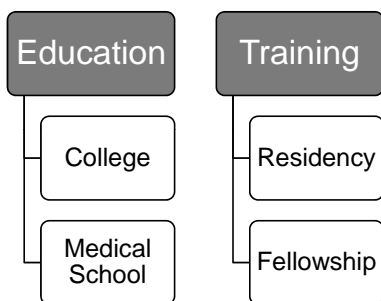 Education
College
Medical
School
Training
Residency
Fellowship